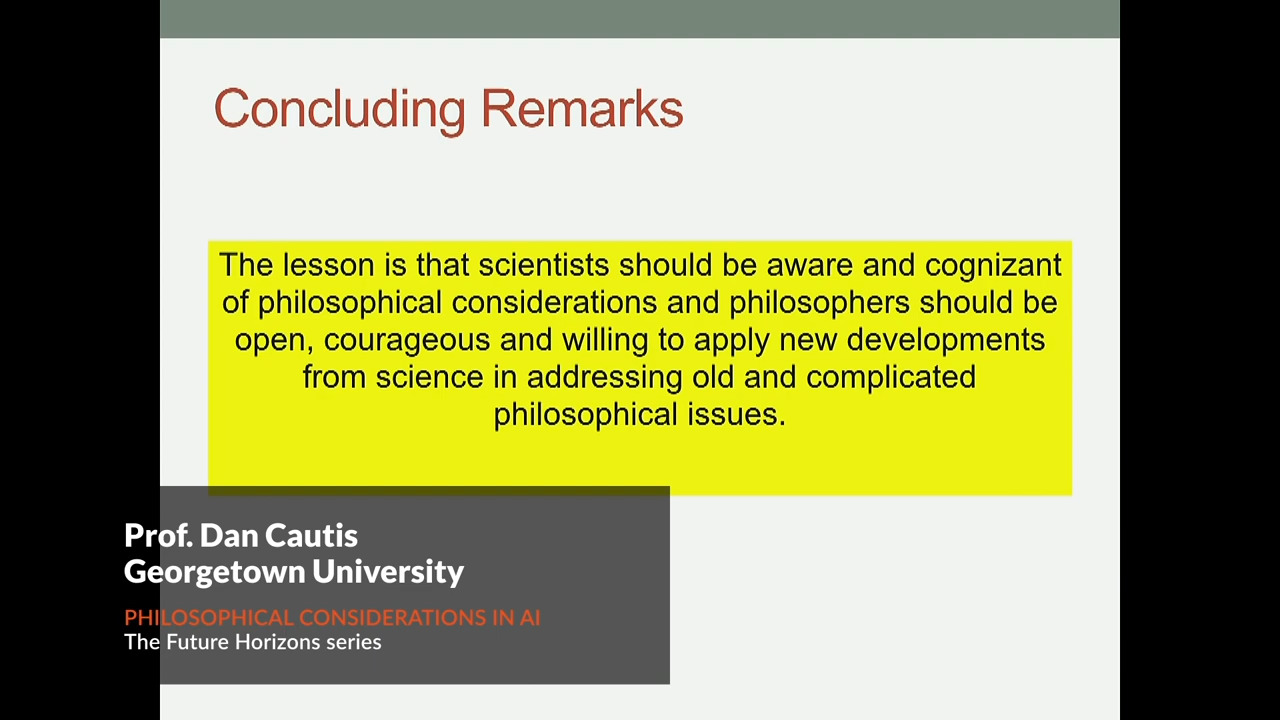 Concluding Remarks
The lesson is that scientists should be aware and cognizant
of philosophical considerations and philosophers should be
open, courageous and willing to apply new developments
from science in addressing old and complicated
philosophical issues.
Prof. Dan Cautis
Georgetown University
PHILOSOPHICAL CONSIDERATIONS IN AI
The Future Horizons series